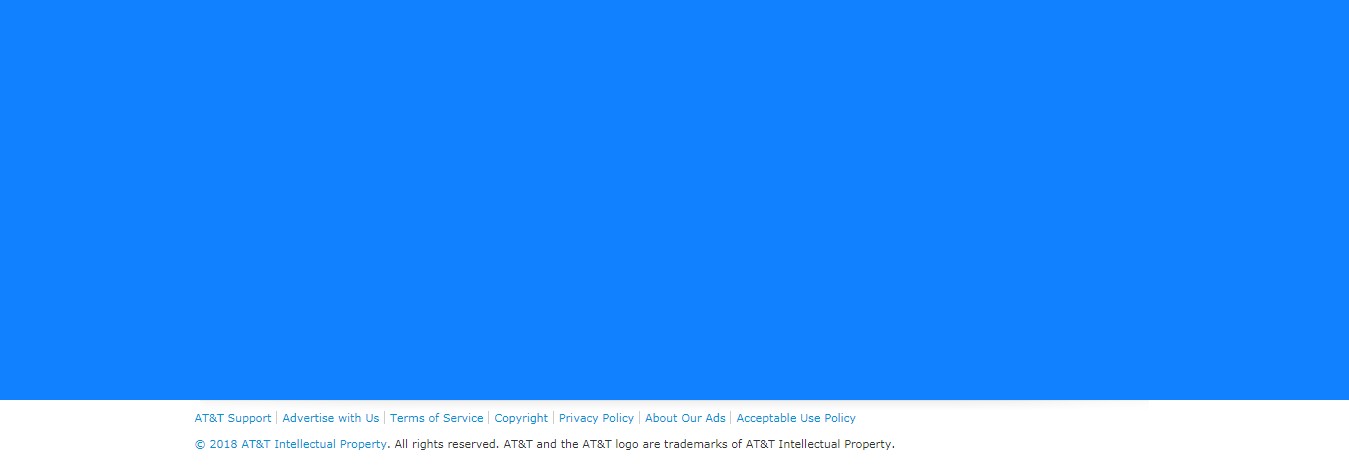 AT&T Support | Advertise with Us | Terms of Service | Copyright | Privacy Policy | About Our Ads | Acceptable Use Policy
© 2018 AT&T Intellectual Property. All rights reserved. AT&T and the AT&T logo are trademarks of AT&T Intellectual Property.